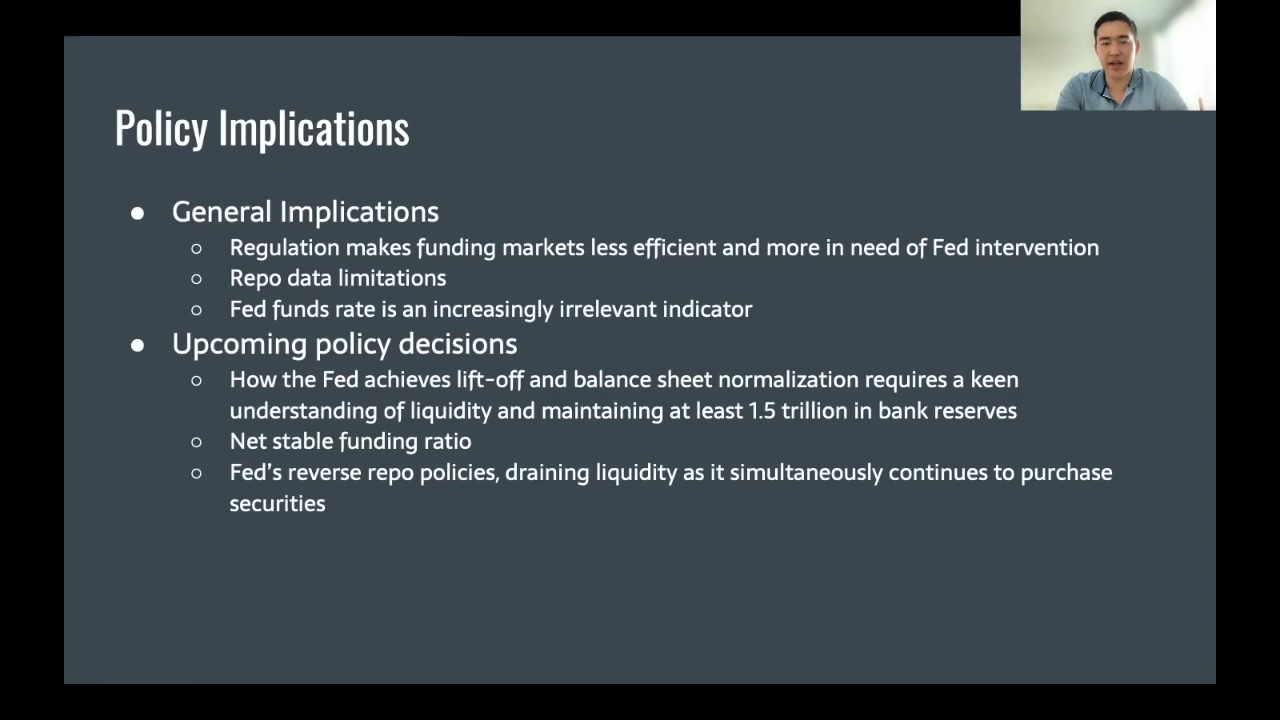 Policy Implications
● General Implications
○ Regulation makes funding markets less efficient and more in need of Fed intervention
○ Repo data limitations
○ Fed funds rate is an increasingly irrelevant indicator
● Upcoming policy decisions
○ How the Fed achieves lift-off and balance sheet normalization requires a keen
understanding of liquidity and maintaining at least 1.5 trillion in bank reserves
○ Net stable funding ratio
○ Fed’s reverse repo policies, draining liquidity as it simultaneously continues to purchase
securities